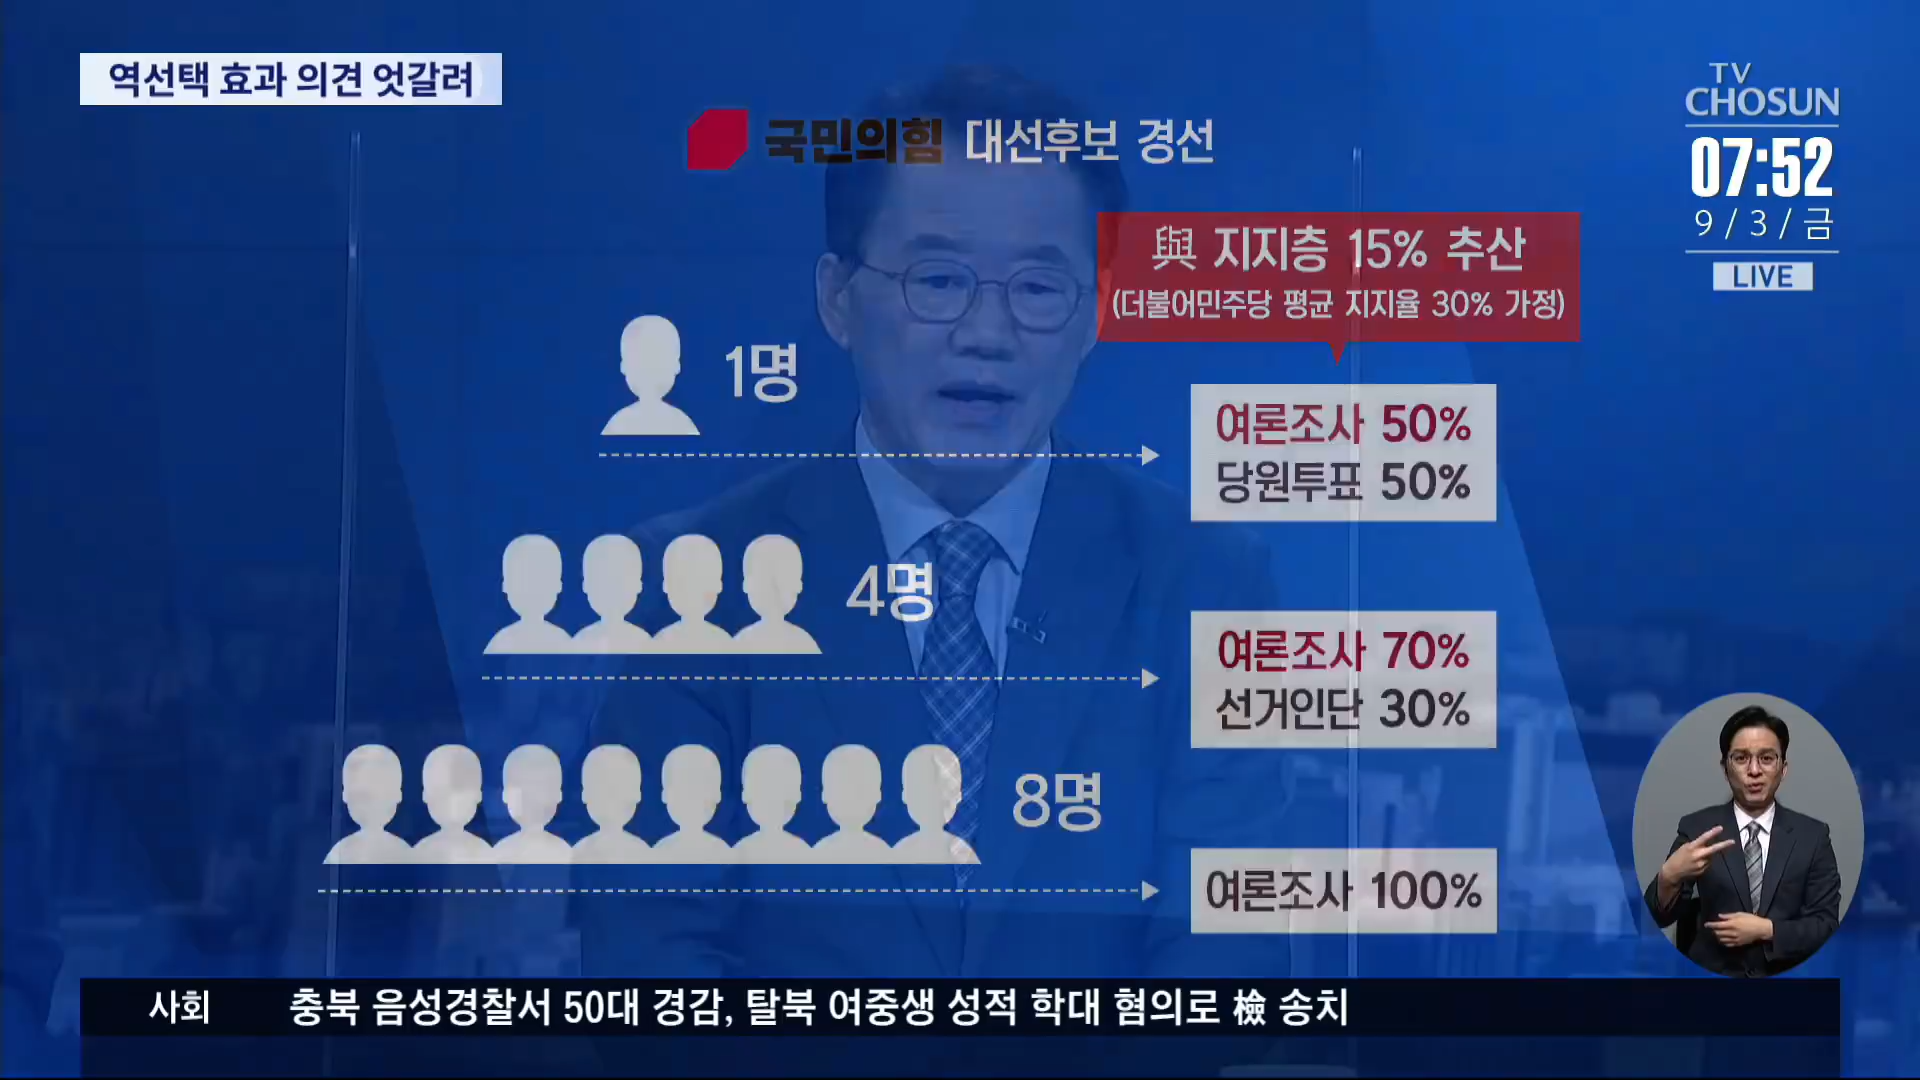 역선택 효과 의견 엇갈려
TV
CHOSUN
07:52
9/3/금
LIVE
국민의힘 대선후보 경선
與 지지층 15% 추산
(더불어민주당 평균 지지율 30% 가정)
1명
여론조사 50%
당원투표 50%
4명
여론조사 70%
선거인단 30%
8명
여론조사 100%
사회 충북 음성경찰서 50대 경감, 탈북 여중생 성적 학대 혐의로 檢 송치